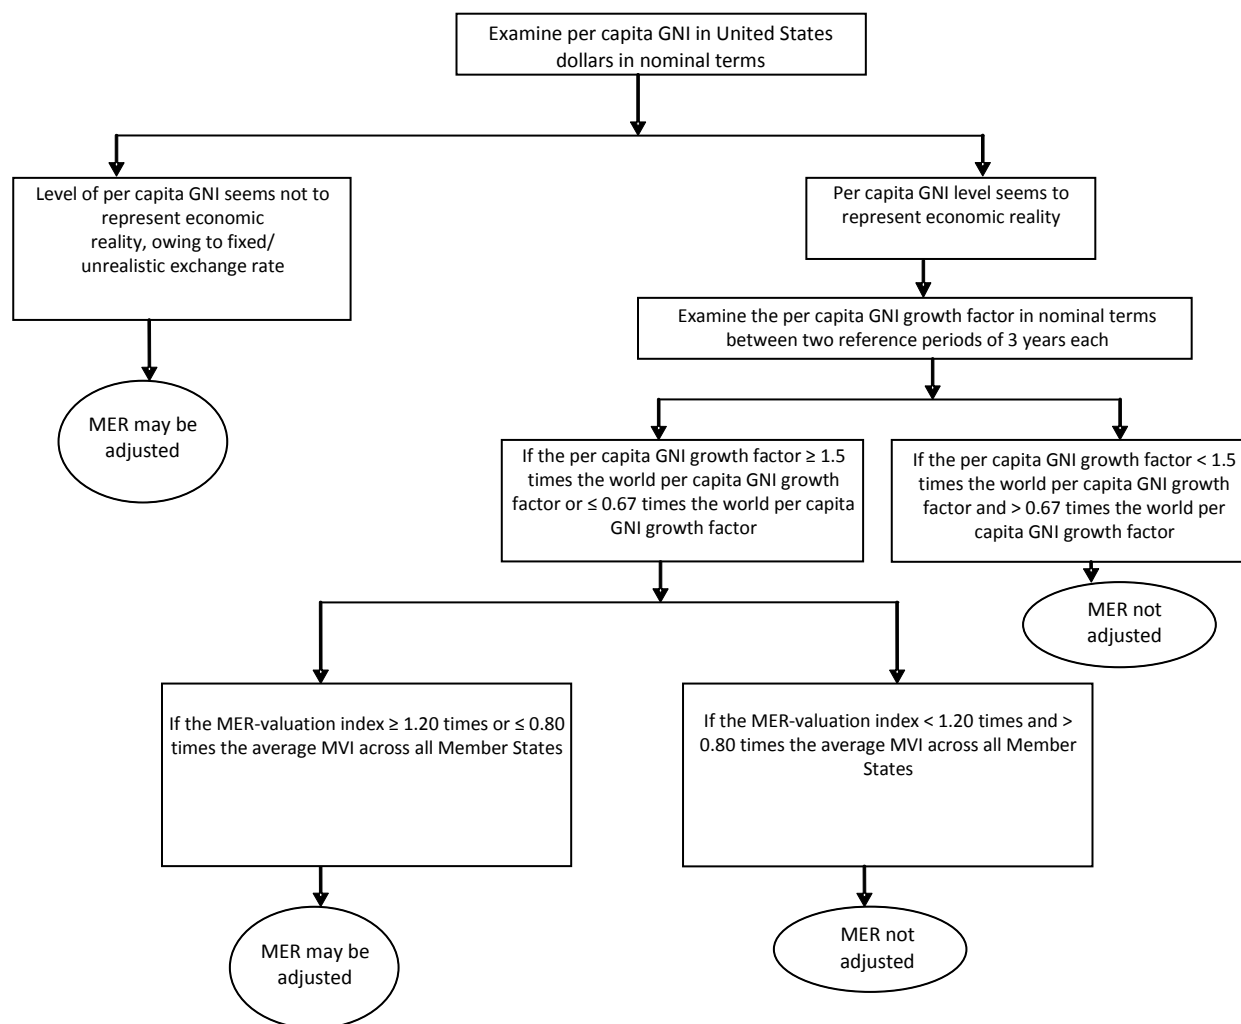 Examine per capita GNI in United States
dollars in nominal terms
Level of per capita GNI seems not to
represent economic
reality, owing to fixed/
unrealistic exchange rate
Per capita GNI level seems to
represent economic reality
Examine the per capita GNI growth factor in nominal terms
between two reference periods of 3 years each
MER may be
adjusted
If the per capita GNI growth factor ≥ 1.5
times the world per capita GNI growth
factor or ≤ 0.67 times the world per capita
GNI growth factor
If the per capita GNI growth factor < 1.5
times the world per capita GNI growth
factor and > 0.67 times the world per
capita GNI growth factor
MER not
adjusted
If the MER-valuation index ≥ 1.20 times or ≤ 0.80
times the average MVI across all Member States
If the MER-valuation index < 1.20 times and >
0.80 times the average MVI across all Member
States
MER may be
adjusted
MER not
adjusted